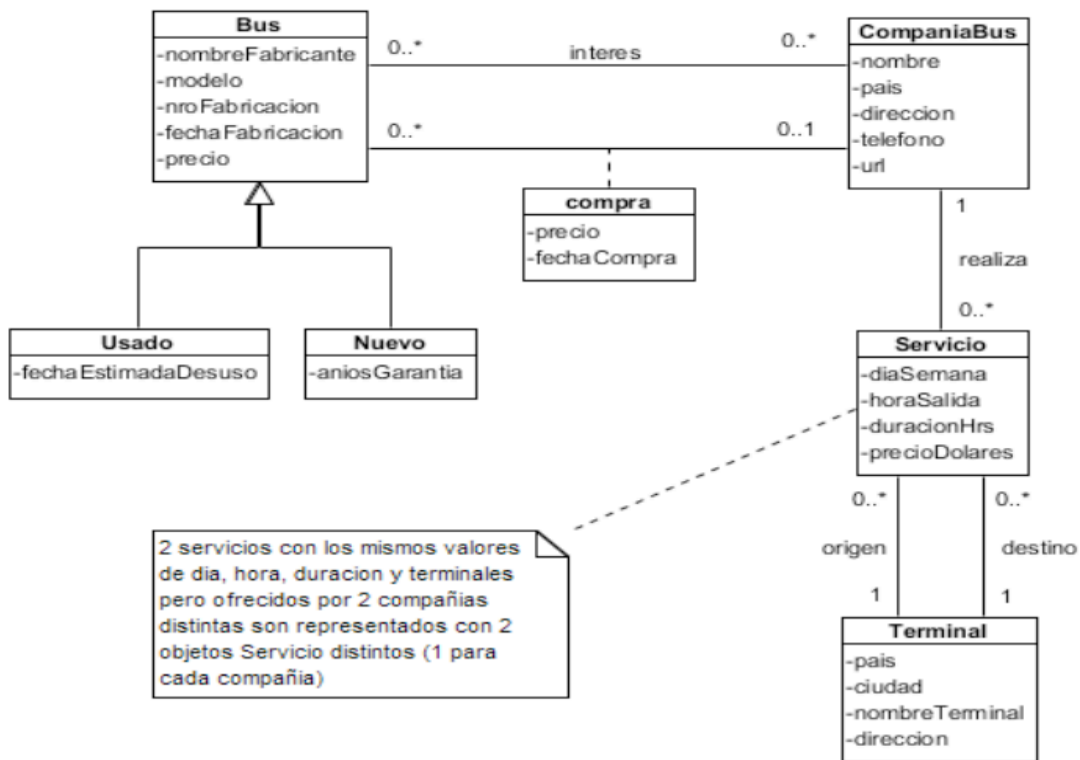 Bus
-nombreFabricante
-modelo
-nroFabricacion
-fechaFabricacion
-precio
0..*
interes
0..*
0..*
0..1
CompaniaBus
-nombre
-pais
-direccion
-telefono
-url
compra
-precio
-fechaCompra
1
realiza
0..*
Usado
-fechaEstimadaDesuso
Nuevo
-aniosGarantia
Servicio
-diaSemana
-horaSalida
-duracionHrs
-precioDolares
0..*
0..*
origen
destino
1
1
2 servicios con los mismos valores
de dia, hora, duracion y terminales
pero ofrecidos por 2 compañias
distintas son representados con 2
objetos Servicio distintos (1 para
cada compañia)
Terminal
-pais
-ciudad
-nombreTerminal
-direccion